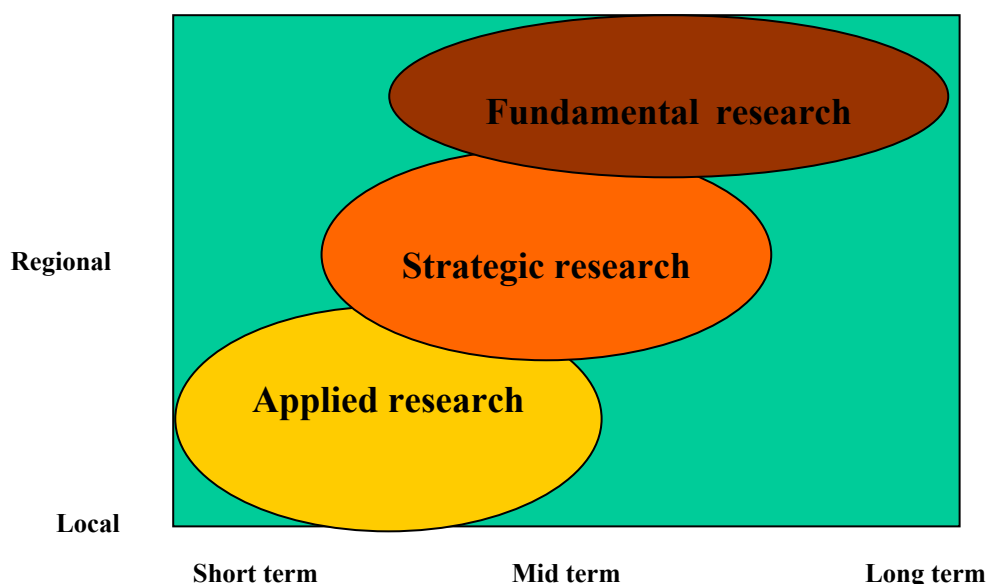 Fundamental research
Regional
Strategic research
Applied research
Local
Short term
Mid term
Long term